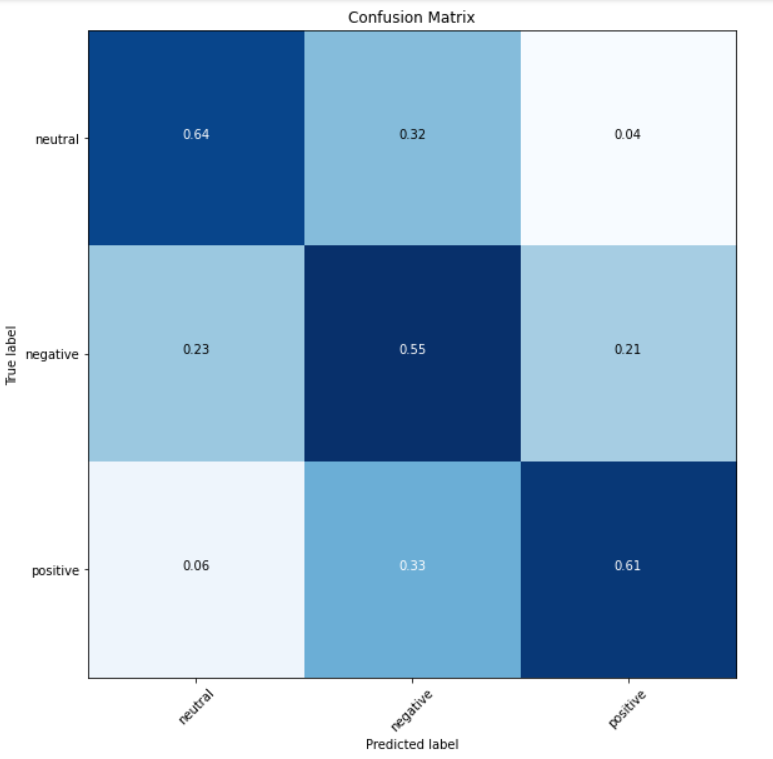 Confusion Matrix
neutral 0.64 0.32 0.04
negative 0.23 0.55 0.21
positive 0.06 0.33 0.61
True label
neutral negative positive
Predicted label